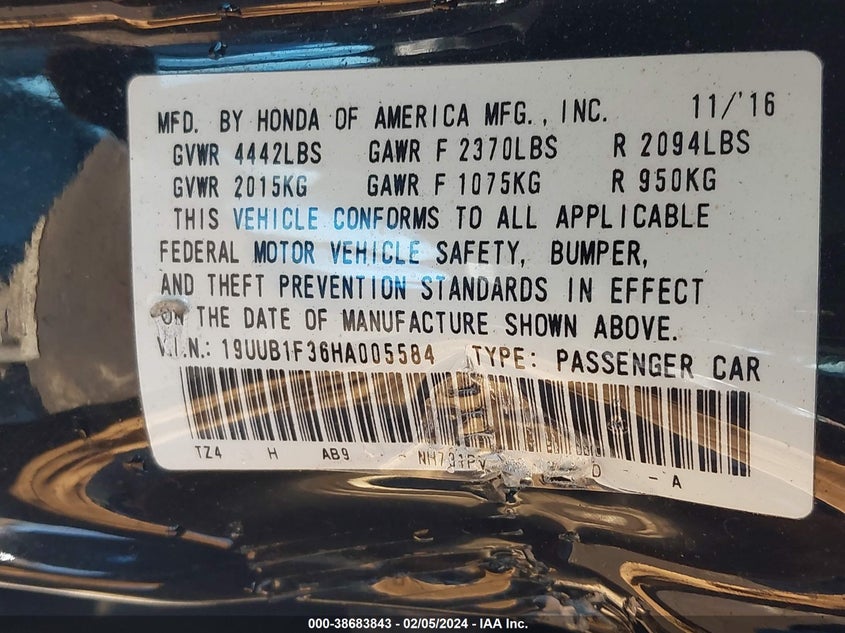 MFD. BY HONDA OF AMERICA MFG., INC. 11/'16
GVWR 4442LBS GAWR F 2370LBS R 2094LBS
GVWR 2015KG GAWR F 1075KG R 950KG
THIS VEHICLE CONFORMS TO ALL APPLICABLE
FEDERAL MOTOR VEHICLE SAFETY, BUMPER,
AND THEFT PREVENTION STANDARDS IN EFFECT
ON THE DATE OF MANUFACTURE SHOWN ABOVE.
V.I.N.: 19UUB1F36HA005584 TYPE: PASSENGER CAR
TZ4 H AB9 - D - - A
000-38683843 - 02/05/2024 - IAA Inc.